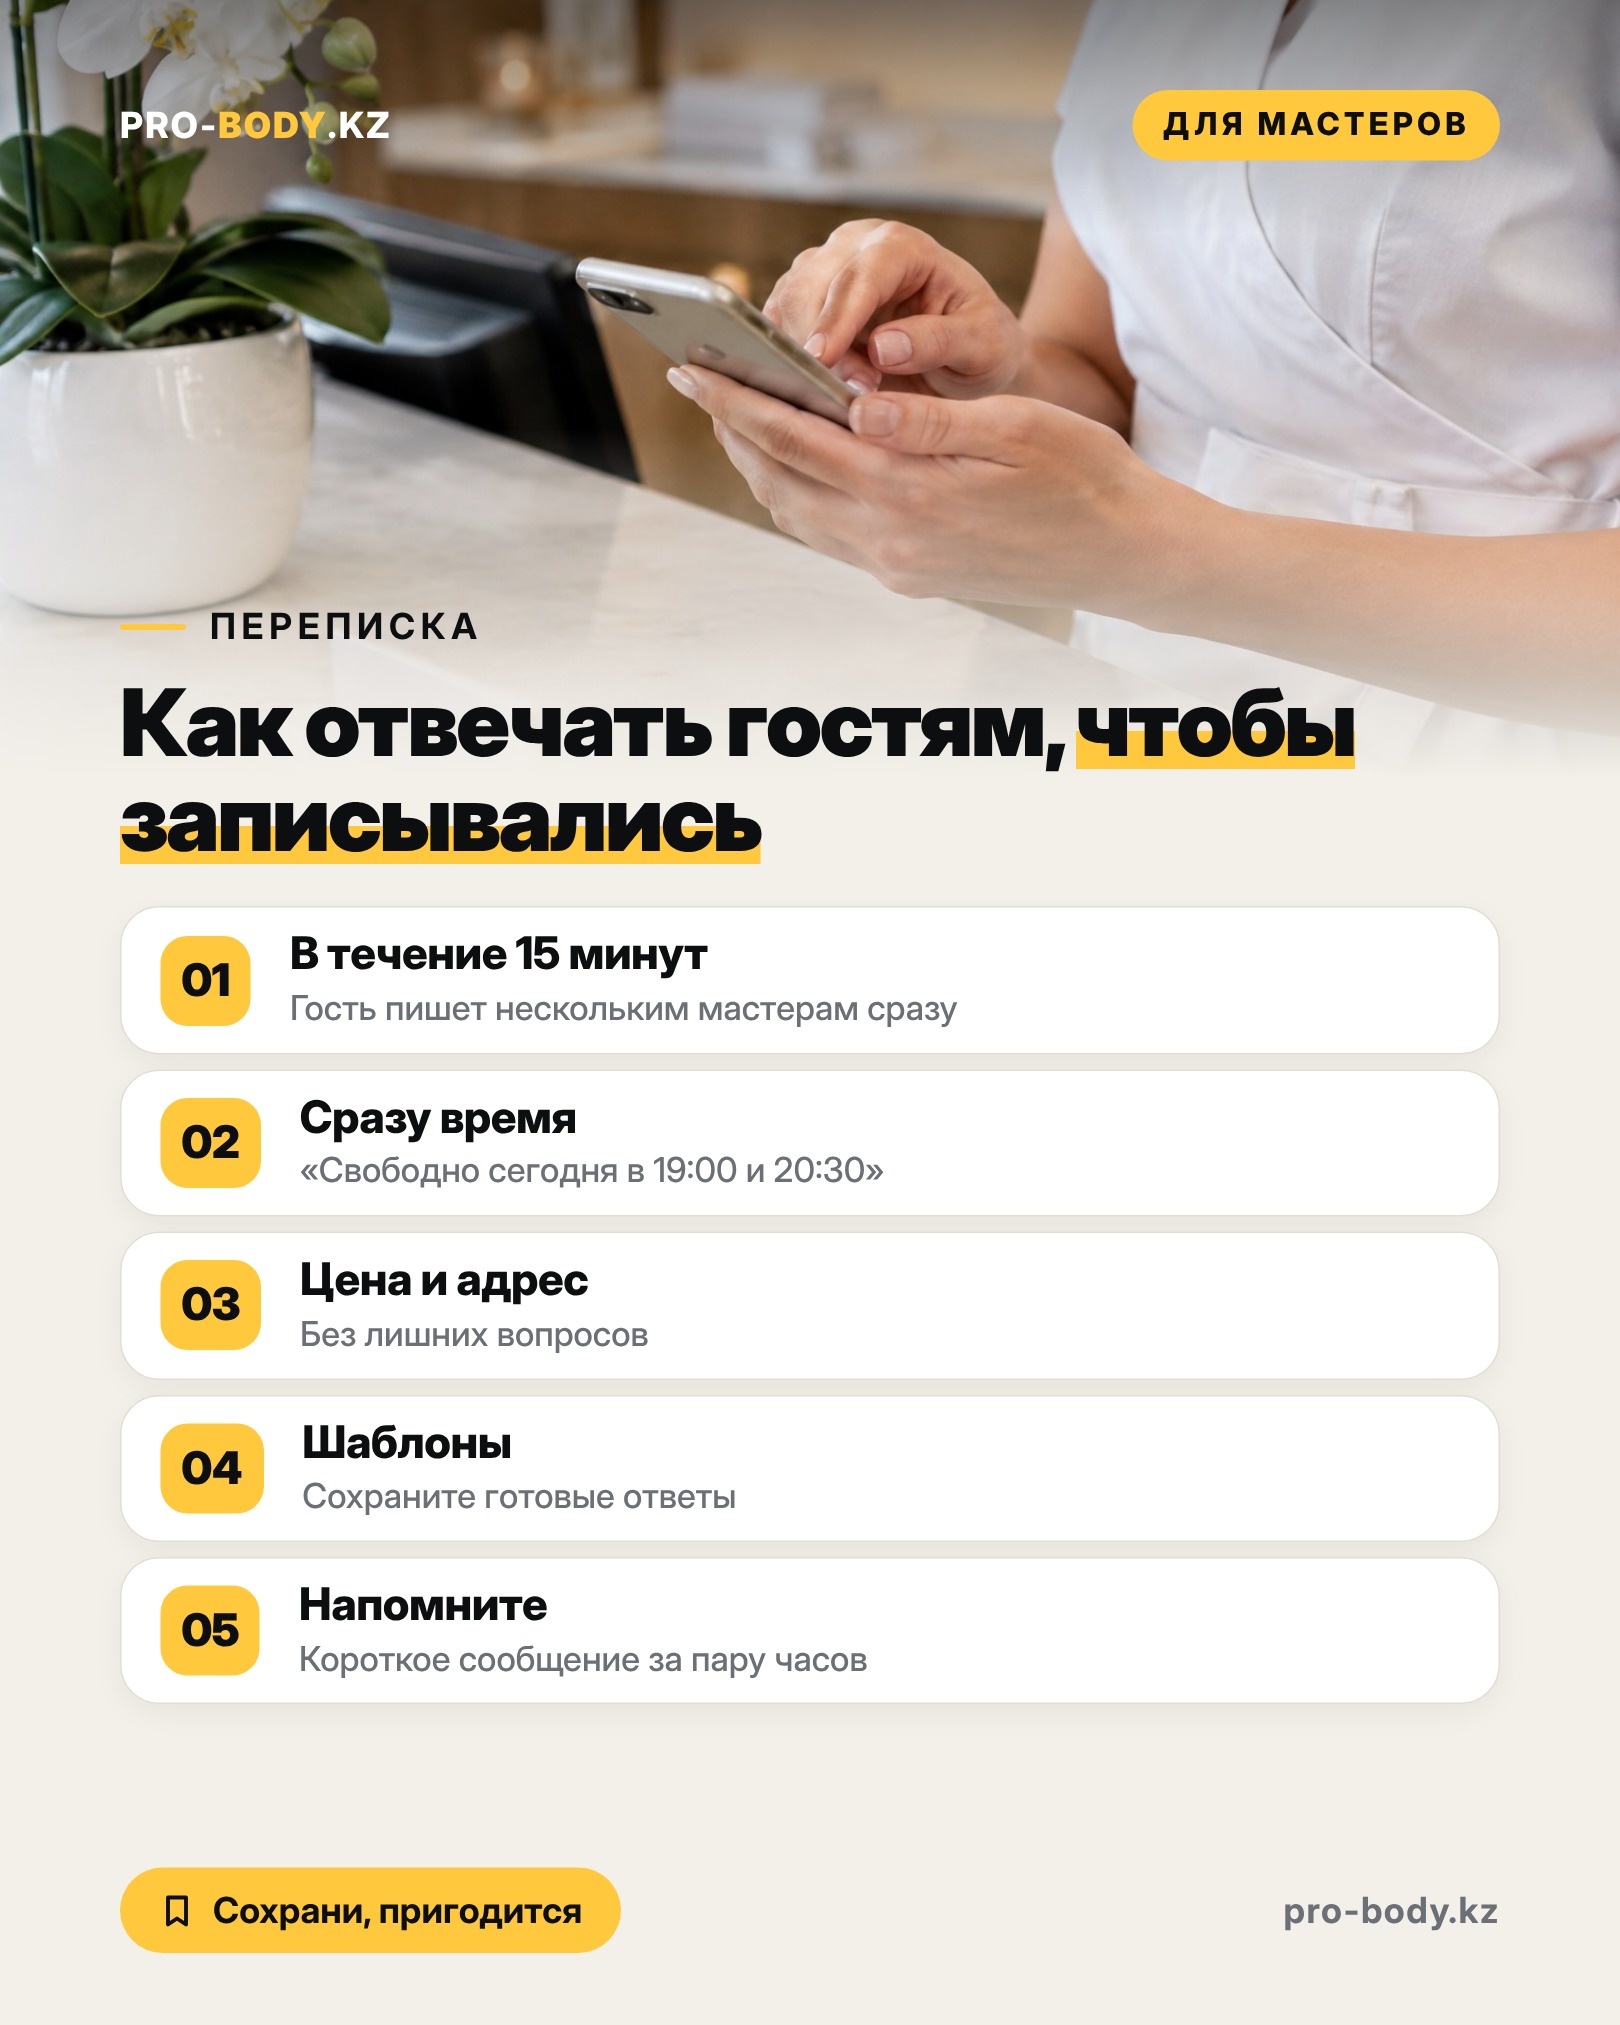 PRO-BODY.KZ
ДЛЯ МАСТЕРОВ
ПЕРЕПИСКА
Как отвечать гостям, чтобы
записывались
01
В течение 15 минут
Гость пишет нескольким мастерам сразу
02
Сразу время
«Свободно сегодня в 19:00 и 20:30»
03
Цена и адрес
Без лишних вопросов
04
Шаблоны
Сохраните готовые ответы
05
Напомните
Короткое сообщение за пару часов
Сохрани, пригодится
pro-body.kz